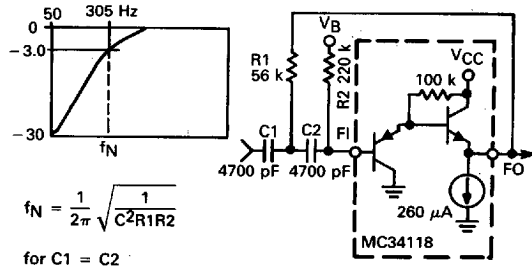 50
305 Hz
0
-3.0
-30
fN
R1
56 k
VB
R2
220 k
VCC
100 k
C1
C2
FI
4700 pF
4700 pF
FO
260 μA
MC34118
fN = 1/2π √1/C²R1R2
for C1 = C2